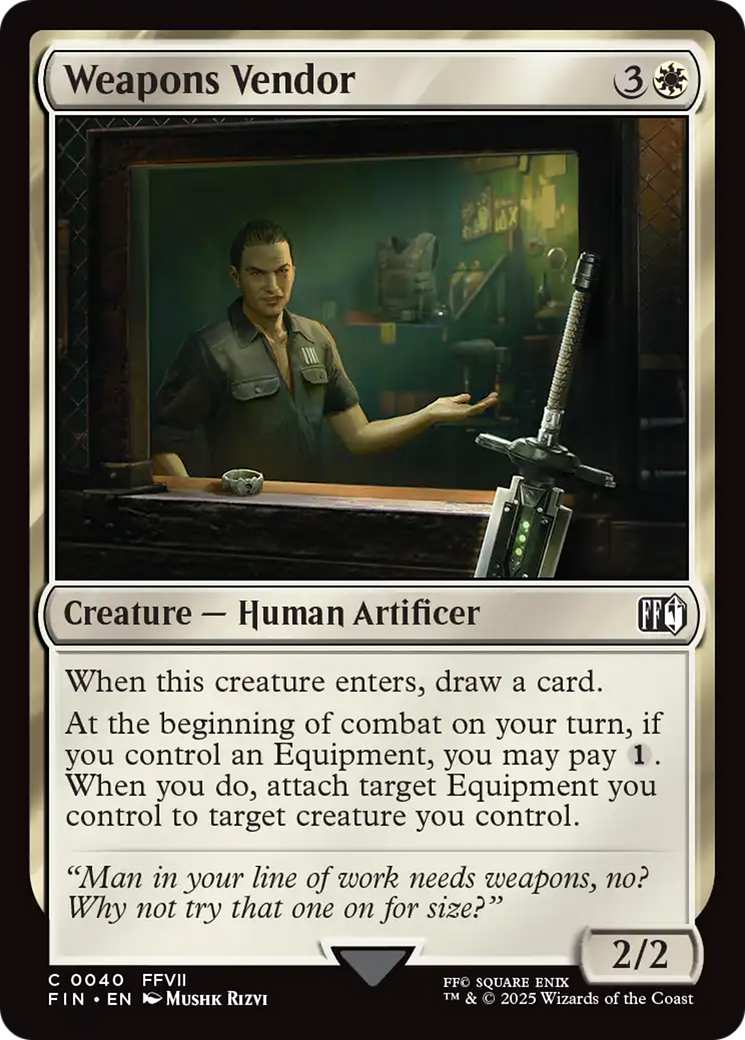 Weapons Vendor 3
Creature — Human Artificer FF
When this creature enters, draw a card.
At the beginning of combat on your turn, if
you control an Equipment, you may pay 1.
When you do, attach target Equipment you
control to target creature you control.
“Man in your line of work needs weapons, no?
Why not try that one on for size?”
2/2
C 0040 FFVII
FIN • EN Mushk Rizvi
FF© SQUARE ENIX
™ & © 2025 Wizards of the Coast